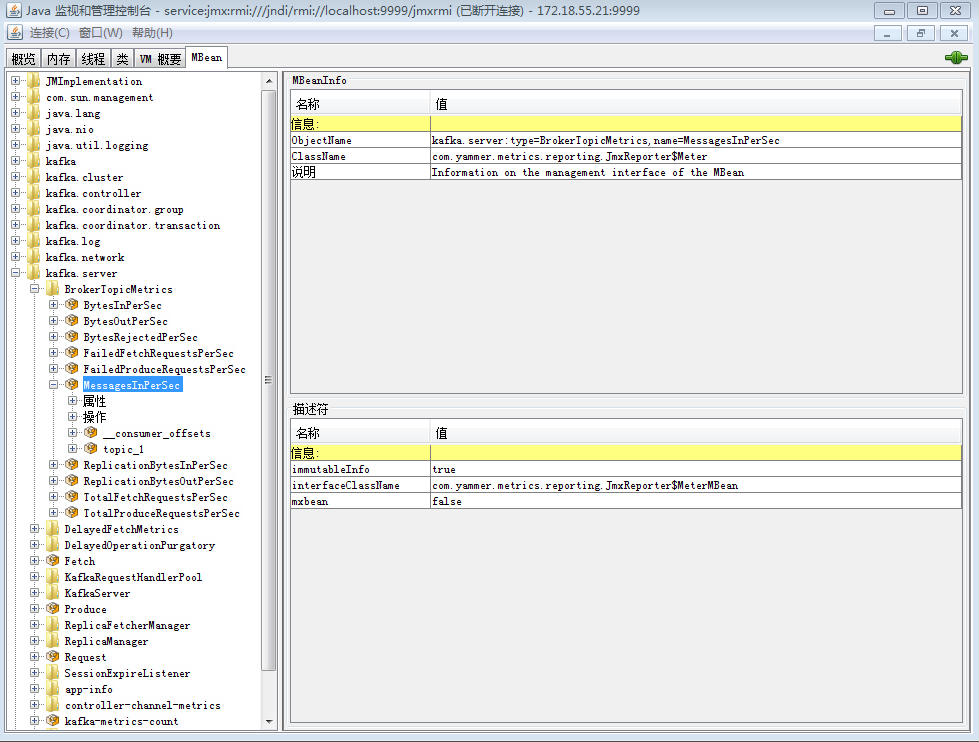 Java 监视和管理控制台 - service:jmx:rmi:///jndi/rmi://localhost:9999/jmxrmi (已断开连接) - 172.18.55.21:9999
连接(C) 窗口(W) 帮助(H)
概览 内存 线程 类 VM 概要 MBean
JMImplementation
com.sun.management
java.lang
java.nio
java.util.logging
kafka
kafka.cluster
kafka.controller
kafka.coordinator.group
kafka.coordinator.transaction
kafka.log
kafka.network
kafka.server
BrokerTopicMetrics
BytesInPerSec
BytesOutPerSec
BytesRejectedPerSec
FailedFetchRequestsPerSec
FailedProduceRequestsPerSec
MessagesInPerSec
属性
操作
__consumer_offsets
topic_1
ReplicationBytesInPerSec
ReplicationBytesOutPerSec
TotalFetchRequestsPerSec
TotalProduceRequestsPerSec
DelayedFetchMetrics
DelayedOperationPurgatory
Fetch
KafkaRequestHandlerPool
KafkaServer
Produce
ReplicaFetcherManager
ReplicaManager
Request
SessionExpireListener
app-info
controller-channel-metrics
kafka-metrics-count
MBeanInfo
名称 值
信息:
ObjectName kafka.server:type=BrokerTopicMetrics,name=MessagesInPerSec
ClassName com.yammer.metrics.reporting.JmxReporter$Meter
说明 Information on the management interface of the MBean
描述符
名称 值
信息:
immutableInfo true
interfaceClassName com.yammer.metrics.reporting.JmxReporter$MeterMBean
mxbean false